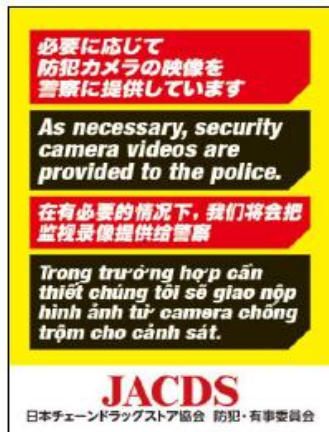 必要に応じて
防犯カメラの映像を
警察に提供しています
As necessary, security
camera videos are
provided to the police.
在有必要的情况下，我们将会把
监视录像提供给警察
Trong trường hợp cần
thiết chúng tôi sẽ giao nộp
hình ảnh từ camera chống
trộm cho cảnh sát.
JACDS
日本チェーンドラッグストア協会 防犯・有事委員会